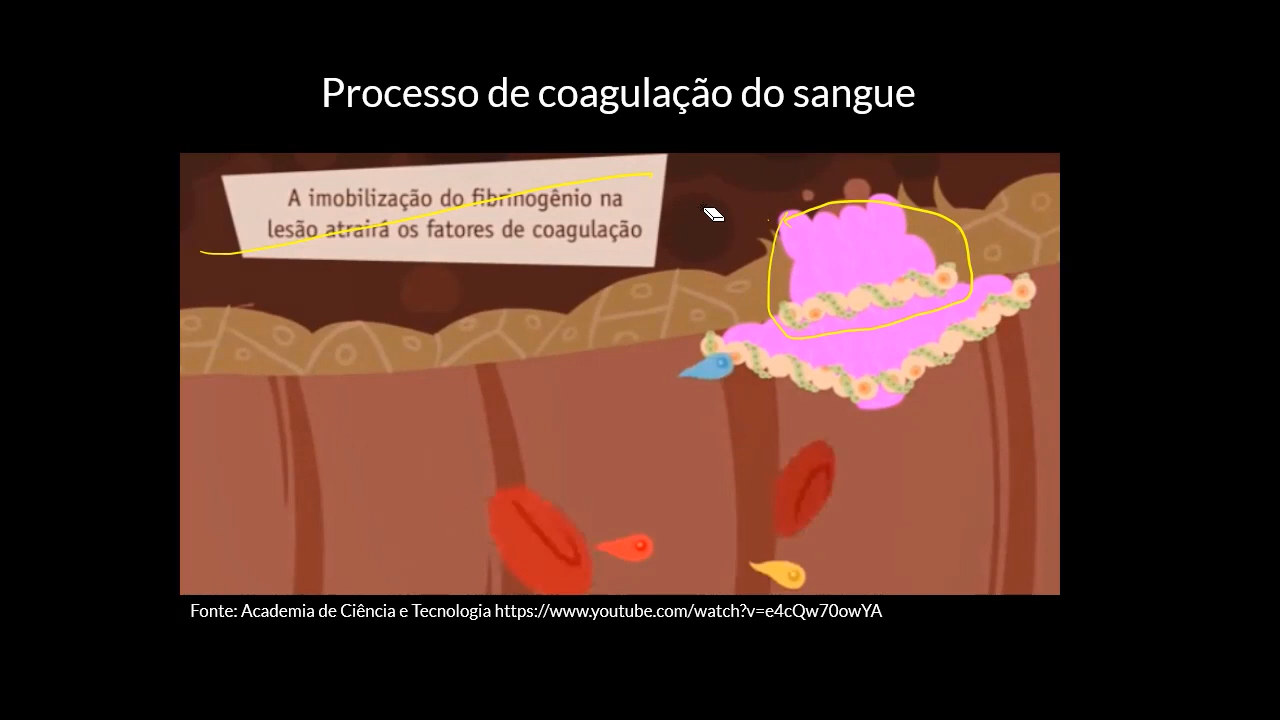 Processo de coagulação do sangue
A imobilização do fibrinogênio na
lesão atrairá os fatores de coagulação
Fonte: Academia de Ciência e Tecnologia https://www.youtube.com/watch?v=e4cQw70owYA